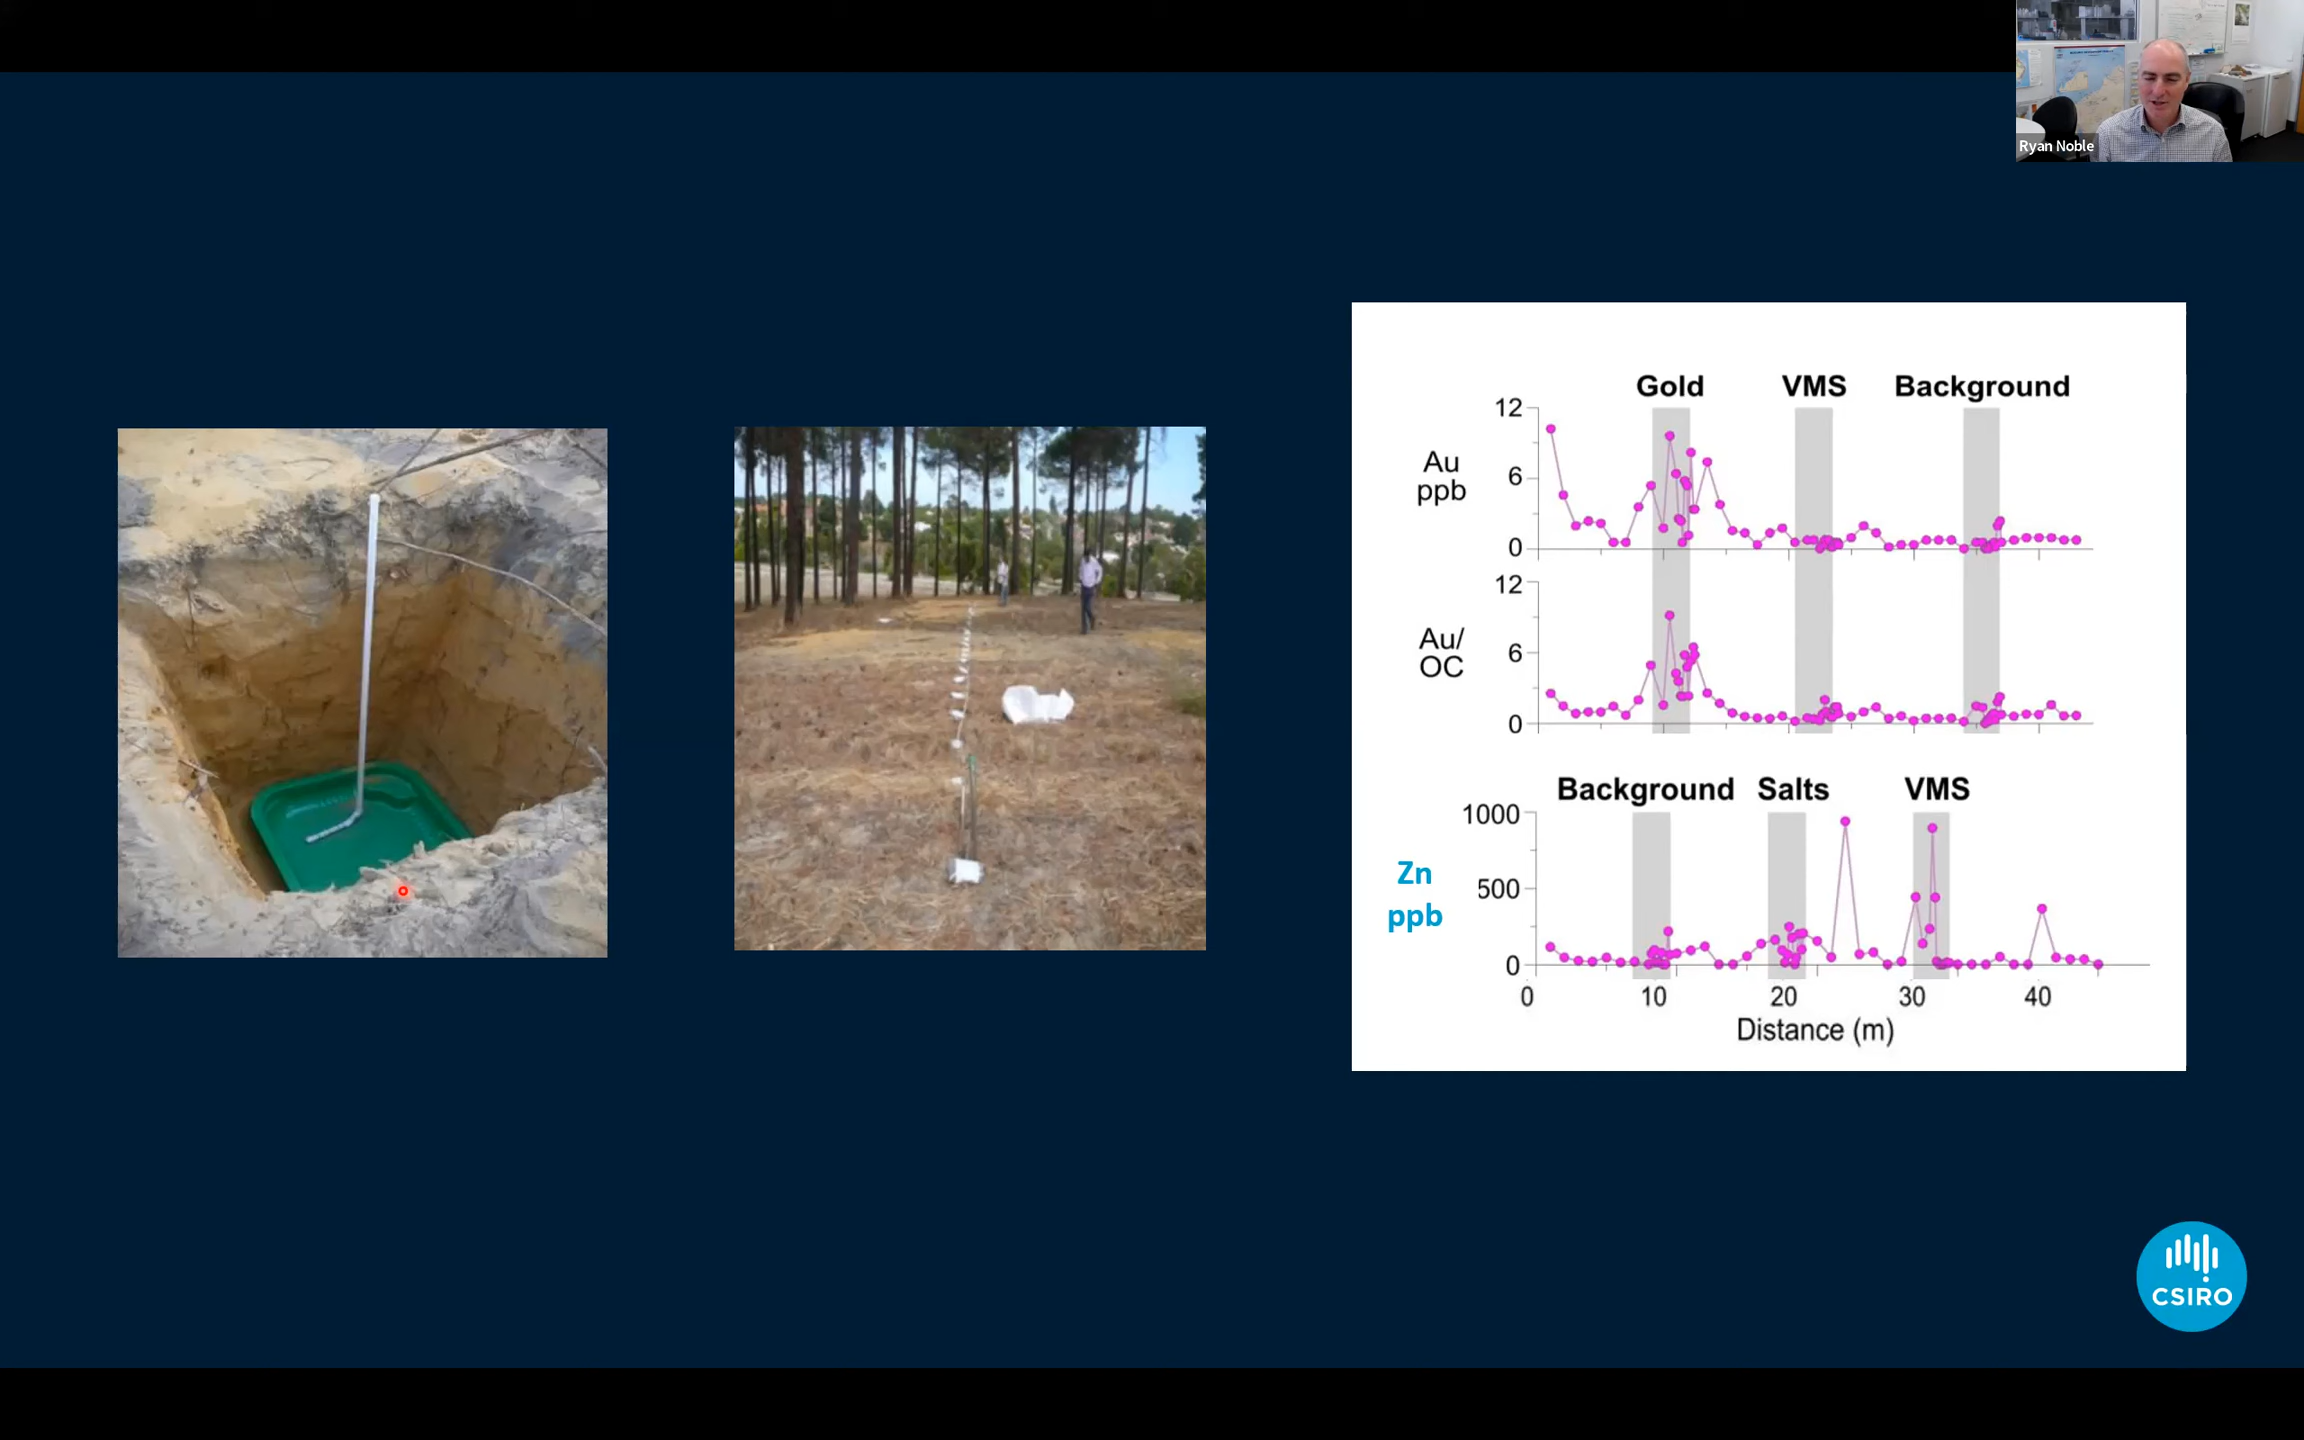 Ryan Noble
Gold VMS Background
12
Au
ppb
6
0
12
Au/
OC
6
0
Background Salts VMS
1000
Zn
ppb
500
0
0 10 20 30 40
Distance (m)
CSIRO